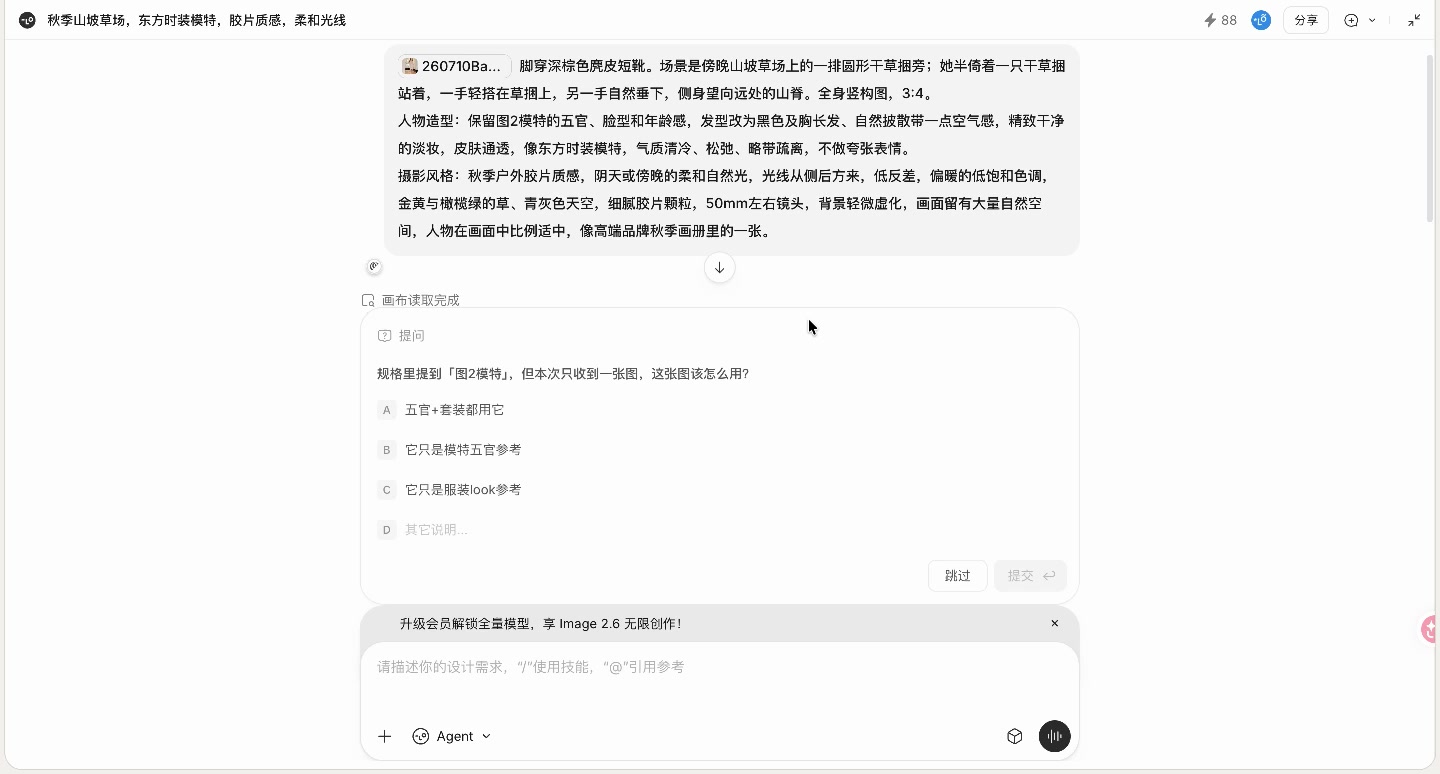 秋季山坡草场，东方时装模特，胶片质感，柔和光线
88
分享
260710Ba... 脚穿深棕色麂皮短靴。场景是傍晚山坡草场上的一排圆形干草捆旁；她半倚着一只干草捆
站着，一手轻搭在草捆上，另一手自然垂下，侧身望向远处的山脊。全身竖构图，3:4。
人物造型：保留图2模特的五官、脸型和年龄感，发型改为黑色及胸长发、自然披散带一点空气感，精致干净
的淡妆，皮肤通透，像东方时装模特，气质清冷、松弛、略带疏离，不做夸张表情。
摄影风格：秋季户外胶片质感，阴天或傍晚的柔和自然光，光线从侧后方来，低反差，偏暖的低饱和色调，
金黄与橄榄绿的草、青灰色天空，细腻胶片颗粒，50mm左右镜头，背景轻微虚化，画面留有大量自然空
间，人物在画面中比例适中，像高端品牌秋季画册里的一张。
画布读取完成
提问
规格里提到「图2模特」，但本次只收到一张图，这张图该怎么用?
A 五官+套装都用它
B 它只是模特五官参考
C 它只是服装look参考
D 其它说明...
跳过
提交
升级会员解锁全量模型，享 Image 2.6 无限创作！
请描述你的设计需求，“/”使用技能，“@”引用参考
Agent